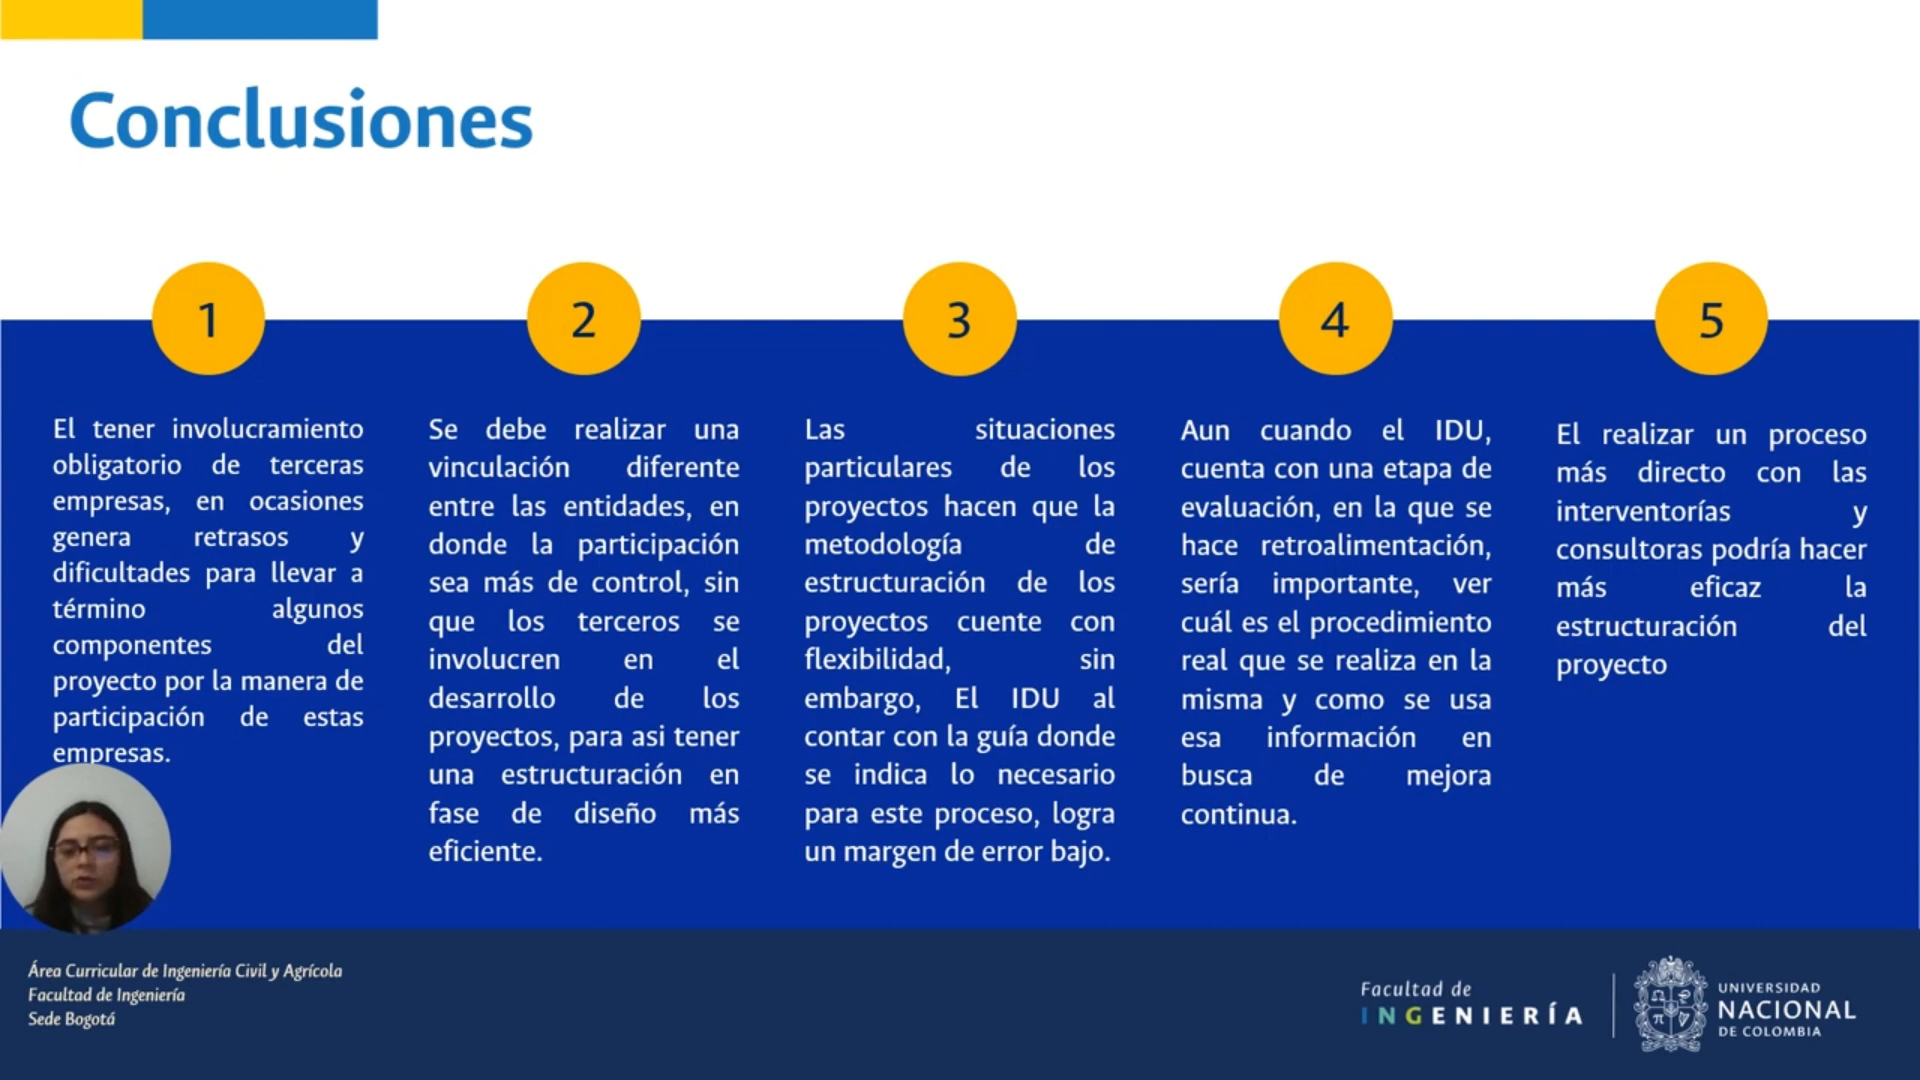 Conclusiones
1
El tener involucramiento
obligatorio de terceras
empresas, en ocasiones
genera retrasos y
dificultades para llevar a
término algunos
componentes del
proyecto por la manera de
participación de estas
empresas.
2
Se debe realizar una
vinculación diferente
entre las entidades, en
donde la participación
sea más de control, sin
que los terceros se
involucren en el
desarrollo de los
proyectos, para asi tener
una estructuración en
fase de diseño más
eficiente.
3
Las situaciones
particulares de los
proyectos hacen que la
metodología de
estructuración de los
proyectos cuente con
flexibilidad, sin
embargo, El IDU al
contar con la guía donde
se indica lo necesario
para este proceso, logra
un margen de error bajo.
4
Aun cuando el IDU,
cuenta con una etapa de
evaluación, en la que se
hace retroalimentación,
sería importante, ver
cuál es el procedimiento
real que se realiza en la
misma y como se usa
esa información en
busca de mejora
continua.
5
El realizar un proceso
más directo con las
interventorías y
consultoras podría hacer
más eficaz la
estructuración del
proyecto
Área Curricular de Ingeniería Civil y Agrícola
Facultad de Ingeniería
Sede Bogotá
Facultad de
INGENIERÍA
UNIVERSIDAD
NACIONAL
DE COLOMBIA